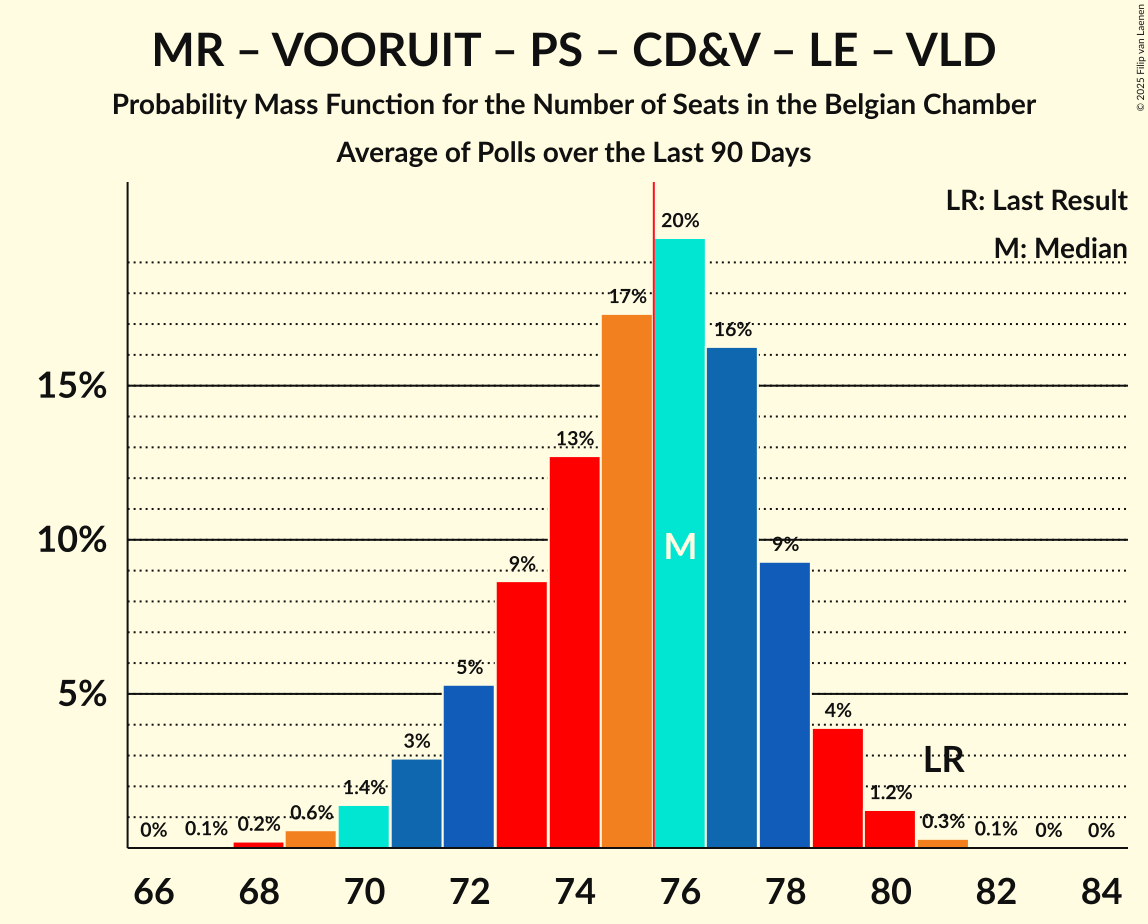 MR – VOORUIT – PS – CD&V – LE – VLD
Probability Mass Function for the Number of Seats in the Belgian Chamber
Average of Polls over the Last 90 Days
© 2025 Filip van Laenen
LR: Last Result
M: Median
15%
10%
5%
0%
0.1%
0.2%
0.6%
1.4%
3%
5%
9%
13%
17%
20%
16%
9%
4%
1.2%
0.3%
0.1%
0%
0%
M
LR
66 68 70 72 74 76 78 80 82 84